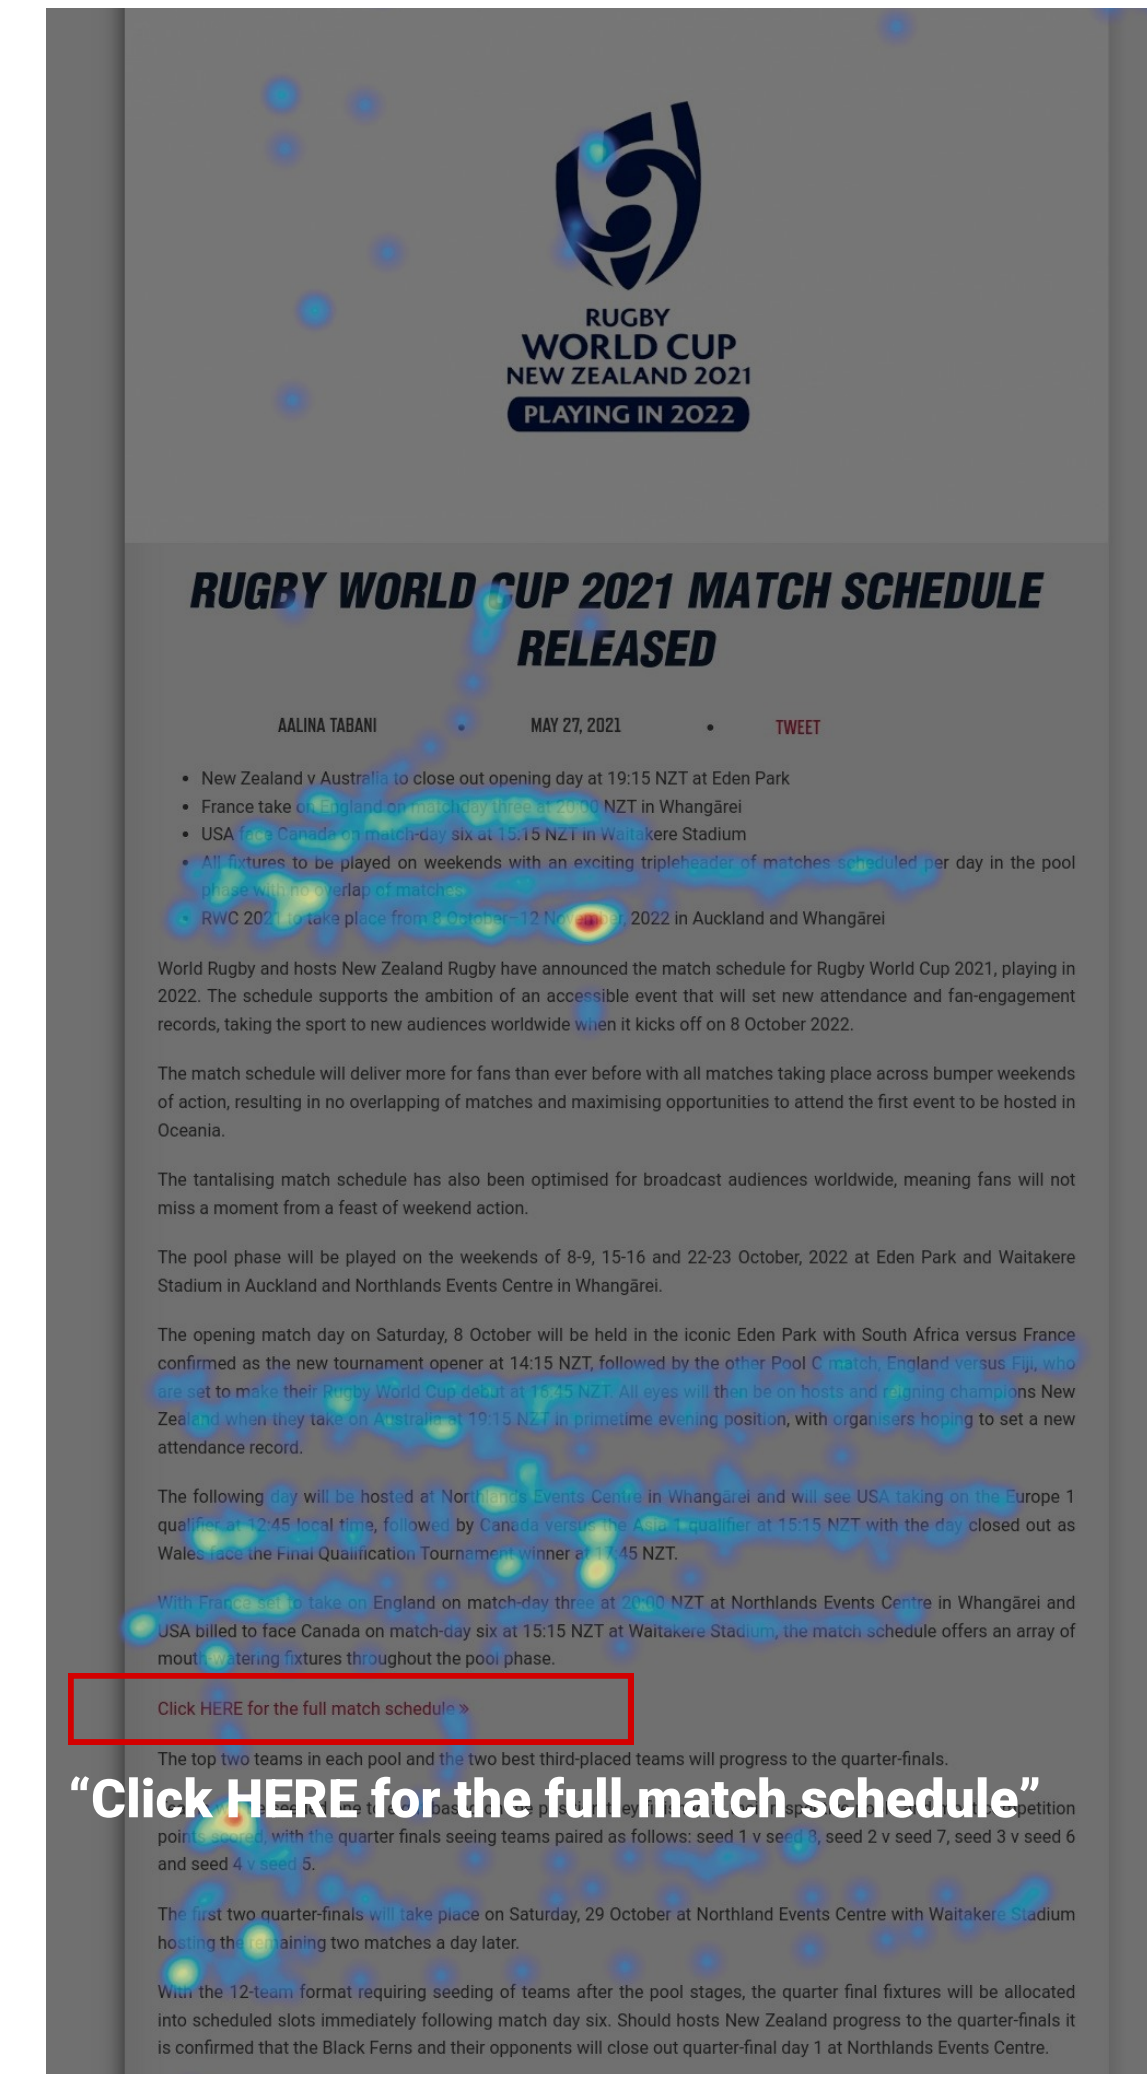 RUGBY
WORLD CUP
NEW ZEALAND 2021
PLAYING IN 2022
RUGBY WORLD CUP 2021 MATCH SCHEDULE
RELEASED
AALINA TABANI • MAY 27, 2021 • TWEET
• New Zealand v Australia to close out opening day at 19:15 NZT at Eden Park
• France take on England on matchday three at 20:00 NZT in Whangārei
• USA face Canada on match-day six at 15:15 NZT in Waitakere Stadium
• All fixtures to be played on weekends with an exciting tripleheader of matches scheduled per day in the pool
phase with no overlap of matches
• RWC 2021 to take place from 8 October–12 November, 2022 in Auckland and Whangārei
World Rugby and hosts New Zealand Rugby have announced the match schedule for Rugby World Cup 2021, playing in
2022. The schedule supports the ambition of an accessible event that will set new attendance and fan-engagement
records, taking the sport to new audiences worldwide when it kicks off on 8 October 2022.
The match schedule will deliver more for fans than ever before with all matches taking place across bumper weekends
of action, resulting in no overlapping of matches and maximising opportunities to attend the first event to be hosted in
Oceania.
The tantalising match schedule has also been optimised for broadcast audiences worldwide, meaning fans will not
miss a moment from a feast of weekend action.
The pool phase will be played on the weekends of 8-9, 15-16 and 22-23 October, 2022 at Eden Park and Waitakere
Stadium in Auckland and Northlands Events Centre in Whangārei.
The opening match day on Saturday, 8 October will be held in the iconic Eden Park with South Africa versus France
confirmed as the new tournament opener at 14:15 NZT, followed by the other Pool C match, England versus Fiji, who
are set to make their Rugby World Cup debut at 16:45 NZT. All eyes will then be on hosts and reigning champions New
Zealand when they take on Australia at 19:15 NZT in primetime evening position, with organisers hoping to set a new
attendance record.
The following day will be hosted at Northlands Events Centre in Whangārei and will see USA taking on the Europe 1
qualifier at 12:45 local time, followed by Canada versus the Asia 1 qualifier at 15:15 NZT with the day closed out as
Wales face the Final Qualification Tournament winner at 17:45 NZT.
With France set to take on England on match-day three at 20:00 NZT at Northlands Events Centre in Whangārei and
USA billed to face Canada on match-day six at 15:15 NZT at Waitakere Stadium, the match schedule offers an array of
mouth-watering fixtures throughout the pool phase.
Click HERE for the full match schedule »
The top two teams in each pool and the two best third-placed teams will progress to the quarter-finals.
“Click HERE for the full match schedule”
points scored, with the quarter finals seeing teams paired as follows: seed 1 v seed 8, seed 2 v seed 7, seed 3 v seed 6
and seed 4 v seed 5.
The first two quarter-finals will take place on Saturday, 29 October at Northland Events Centre with Waitakere Stadium
hosting the remaining two matches a day later.
With the 12-team format requiring seeding of teams after the pool stages, the quarter final fixtures will be allocated
into scheduled slots immediately following match day six. Should hosts New Zealand progress to the quarter-finals it
is confirmed that the Black Ferns and their opponents will close out quarter-final day 1 at Northlands Events Centre.